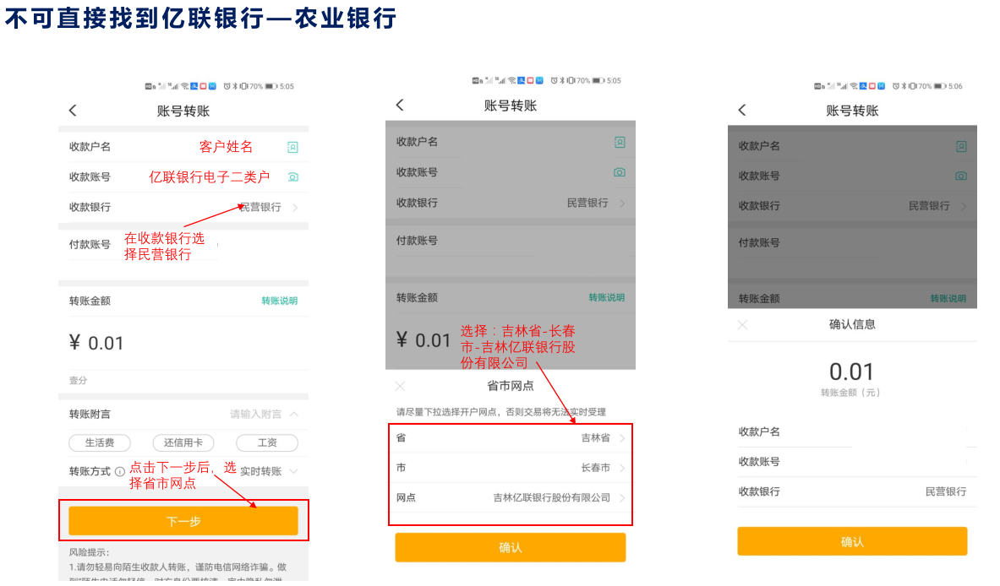 不可直接找到亿联银行—农业银行
70% 5:05
账号转账
收款户名 客户姓名
收款账号 亿联银行电子二类户
收款银行 民营银行
在收款银行选
择民营银行
付款账号
转账金额 转账说明
¥ 0.01
壹分
转账附言 请输入附言
生活费 还信用卡 工资
转账方式 实时转账
点击下一步后，选
择省市网点
下一步
风险提示：
1.请勿轻易向陌生收款人转账，谨防电信网络诈骗。做
70% 5:05
账号转账
收款户名
收款账号
收款银行 民营银行
付款账号
转账金额 转账说明
¥ 0.01
选择：吉林省-长春
市-吉林亿联银行股
份有限公司
省市网点
请尽量下拉选择开户网点，否则交易将无法实时受理
省 吉林省
市 长春市
网点 吉林亿联银行股份有限公司
确认
70% 5:06
账号转账
收款户名
收款账号
收款银行 民营银行
付款账号
转账金额 转账说明
确认信息
0.01
转账金额（元）
收款户名
收款账号
收款银行 民营银行
确认